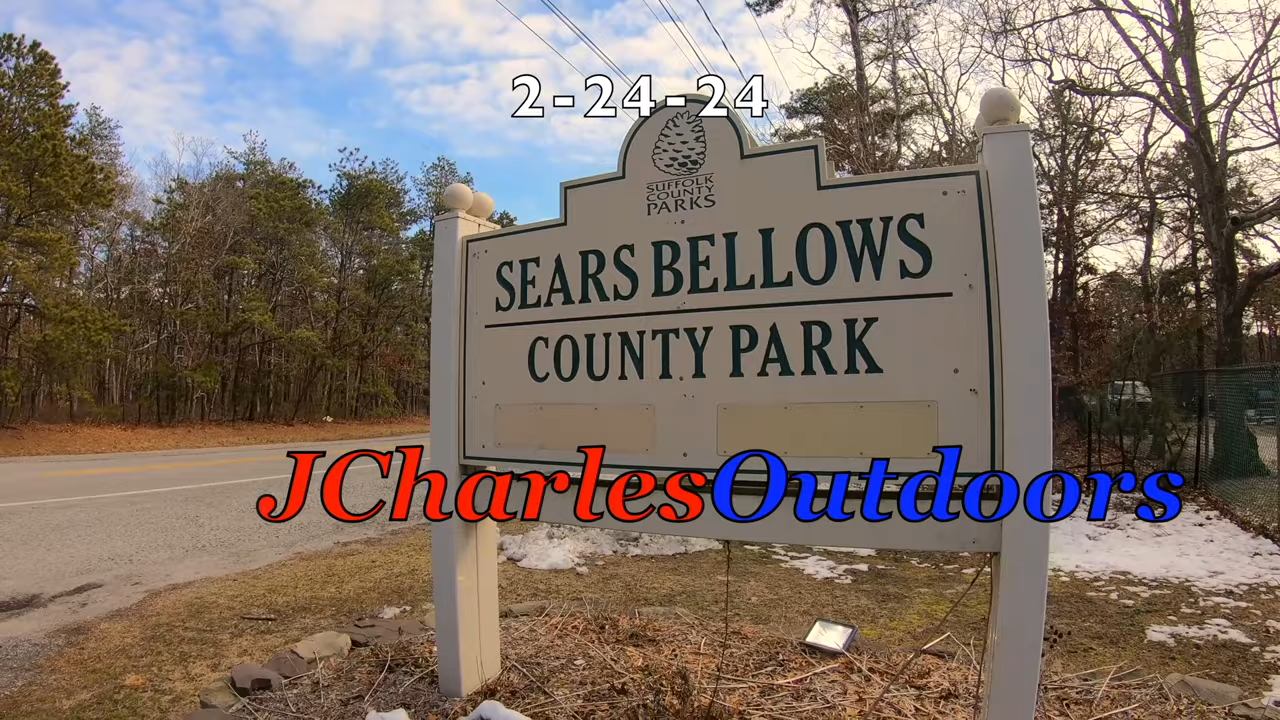 2-24-24
SUFFOLK
COUNTY
PARKS
SEARS BELLOWS
COUNTY PARK
JCharlesOutdoors